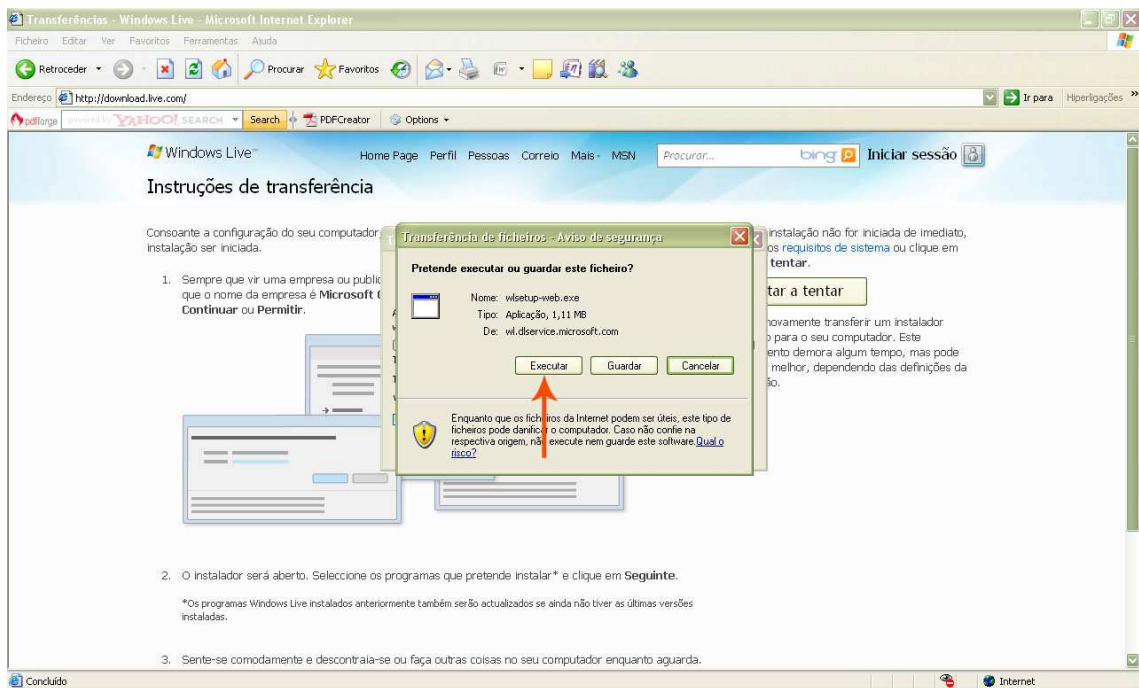 Transferências - Windows Live - Microsoft Internet Explorer
Ficheiro Editar Ver Favoritos Ferramentas Ajuda
Retroceder Procurar Favoritos
Endereço http://download.live.com/ Ir para Hiperligações »
pdfforge powered by YAHOO! SEARCH Search PDFCreator Options
Windows Live™ Home Page Perfil Pessoas Correio Mais MSN Procurar... bing Iniciar sessão
Instruções de transferência
Consoante a configuração do seu computador
instalação ser iniciada.
1. Sempre que vir uma empresa ou public
que o nome da empresa é Microsoft
Continuar ou Permitir.
Transferência de ficheiros - Aviso de segurança
Pretende executar ou guardar este ficheiro?
Nome: wlsetup-web.exe
Tipo: Aplicação, 1,11 MB
De: wl.dlservice.microsoft.com
Executar Guardar Cancelar
Enquanto que os ficheiros da Internet podem ser úteis, este tipo de
ficheiros pode danificar o computador. Caso não confie na
respectiva origem, não execute nem guarde este software. Qual o
risco?
instalação não for iniciada de imediato,
os requisitos de sistema ou clique em
tentar.
tar a tentar
novamente transferir um instalador
para o seu computador. Este
ento demora algum tempo, mas pode
melhor, dependendo das definições da
ão.
2. O instalador será aberto. Seleccione os programas que pretende instalar* e clique em Seguinte.
*Os programas Windows Live instalados anteriormente também serão actualizados se ainda não tiver as últimas versões
instaladas.
3. Sente-se comodamente e descontraia-se ou faça outras coisas no seu computador enquanto aguarda.
Concluído Internet